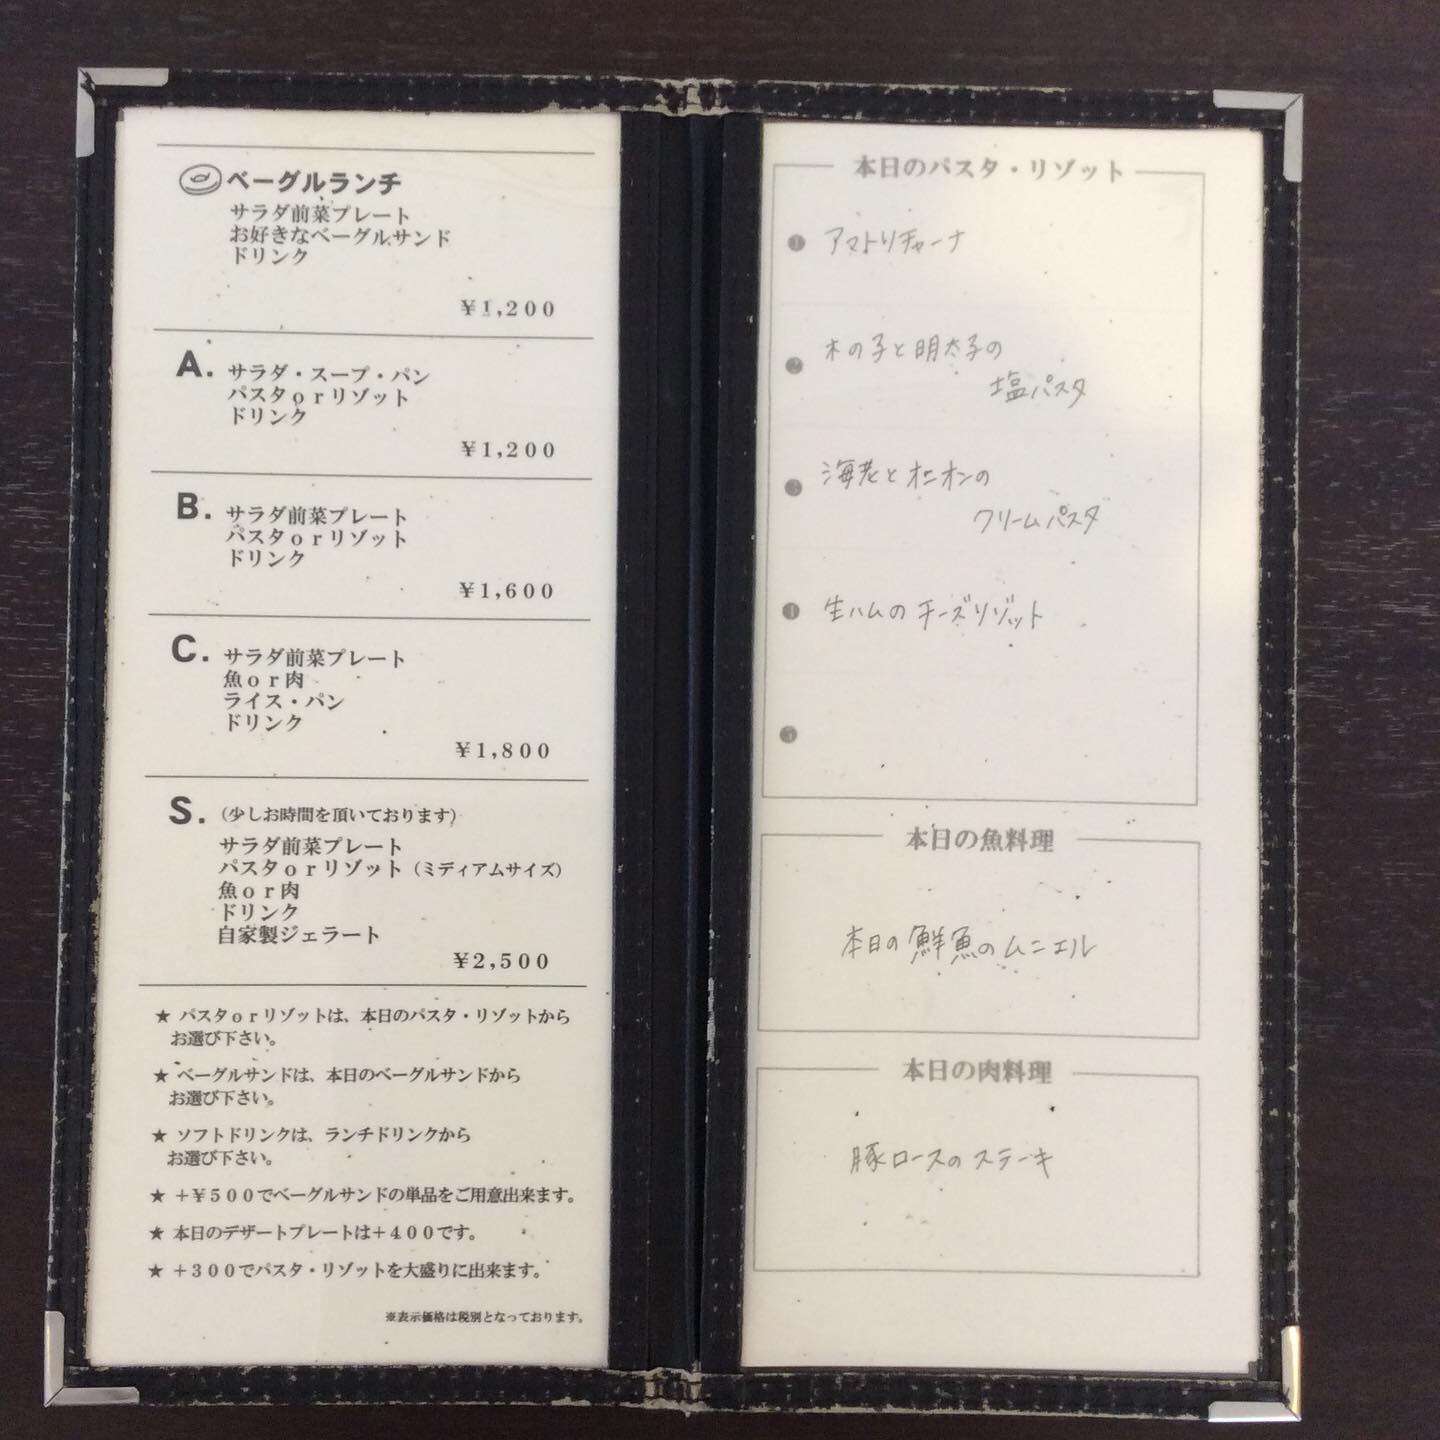 ベーグルランチ
サラダ前菜プレート
お好きなベーグルサンド
ドリンク
¥1,200
A. サラダ・スープ・パン
パスタorリゾット
ドリンク
¥1,200
B. サラダ前菜プレート
パスタorリゾット
ドリンク
¥1,600
C. サラダ前菜プレート
魚or肉
ライス・パン
ドリンク
¥1,800
S. (少しお時間を頂いております)
サラダ前菜プレート
パスタorリゾット(ミディアムサイズ)
魚or肉
ドリンク
自家製ジェラート
¥2,500
★ パスタorリゾットは、本日のパスタ・リゾットから
お選び下さい。
★ ベーグルサンドは、本日のベーグルサンドから
お選び下さい。
★ ソフトドリンクは、ランチドリンクから
お選び下さい。
★ +¥500でベーグルサンドの単品をご用意出来ます。
★ 本日のデザートプレートは+400です。
★ +300でパスタ・リゾットを大盛りに出来ます。
※表示価格は税別となっております。
本日のパスタ・リゾット
❶ アマトリチャーナ
❷ 木の子と明太子の
塩パスタ
❸ 海老とオニオンの
クリームパスタ
❹ 生ハムのチーズリゾット
❺
本日の魚料理
本日の鮮魚のムニエル
本日の肉料理
豚ロースのステーキ